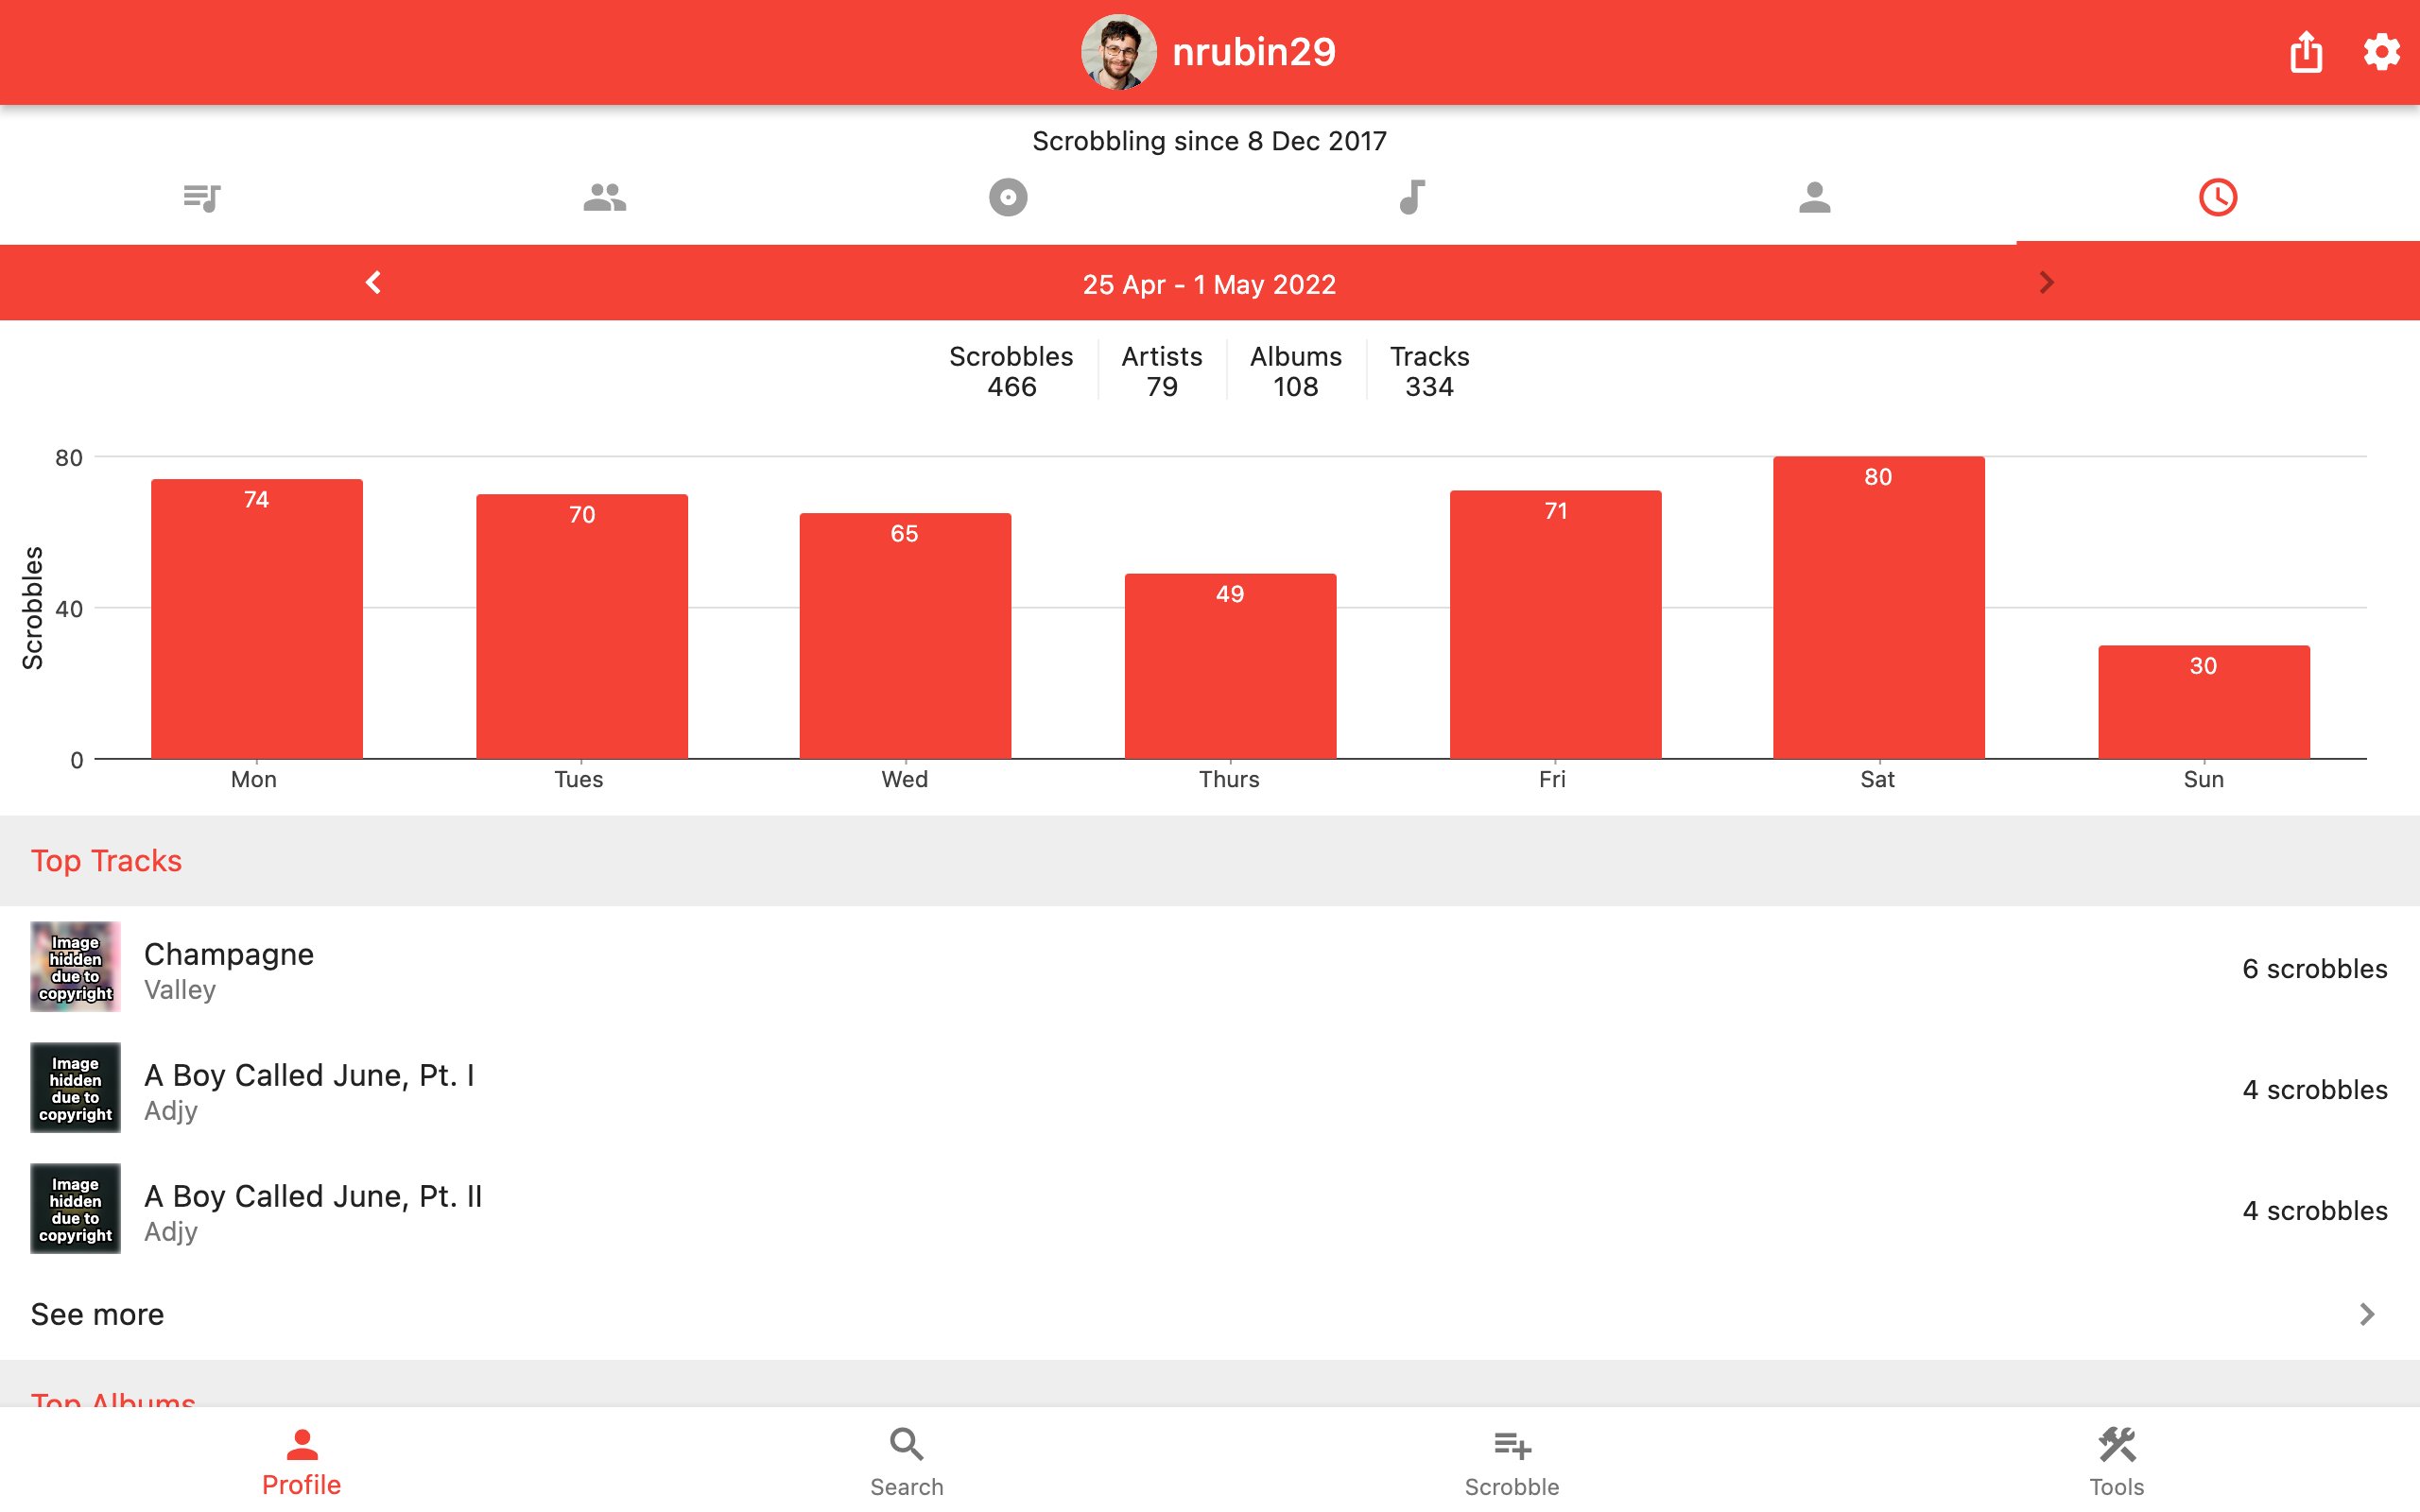 nrubin29
Scrobbling since 8 Dec 2017
25 Apr - 1 May 2022
Scrobbles Artists Albums Tracks
466 79 108 334
80
40
0
Scrobbles
74 70 65 49 71 80 30
Mon Tues Wed Thurs Fri Sat Sun
Top Tracks
Image
hidden
due to
copyright
Champagne
Valley
6 scrobbles
Image
hidden
due to
copyright
A Boy Called June, Pt. I
Adjy
4 scrobbles
Image
hidden
due to
copyright
A Boy Called June, Pt. II
Adjy
4 scrobbles
See more
Top Albums
Profile Search Scrobble Tools